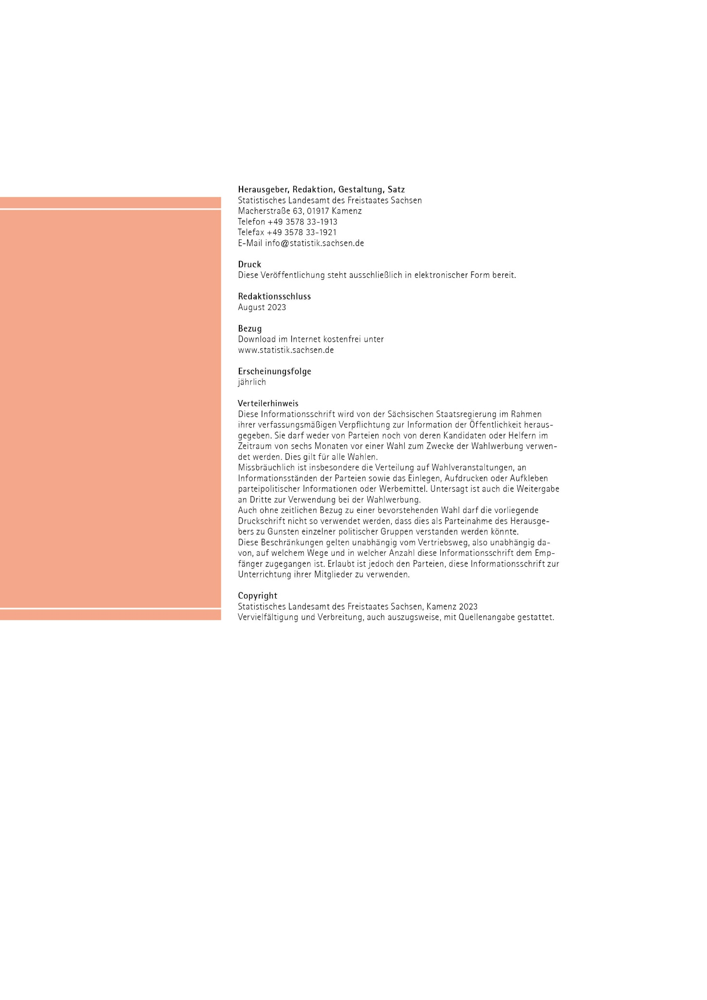 Herausgeber, Redaktion, Gestaltung, Satz
Statistisches Landesamt des Freistaates Sachsen
Macherstraße 63, 01917 Kamenz
Telefon +49 3578 33-1913
Telefax +49 3578 33-1921
E-Mail info@statistik.sachsen.de
Druck
Diese Veröffentlichung steht ausschließlich in elektronischer Form bereit.
Redaktionsschluss
August 2023
Bezug
Download im Internet kostenfrei unter
www.statistik.sachsen.de
Erscheinungsfolge
jährlich
Verteilerhinweis
Diese Informationsschrift wird von der Sächsischen Staatsregierung im Rahmen
ihrer verfassungsmäßigen Verpflichtung zur Information der Öffentlichkeit heraus-
gegeben. Sie darf weder von Parteien noch von deren Kandidaten oder Helfern im
Zeitraum von sechs Monaten vor einer Wahl zum Zwecke der Wahlwerbung verwen-
det werden. Dies gilt für alle Wahlen.
Missbräuchlich ist insbesondere die Verteilung auf Wahlveranstaltungen, an
Informationsständen der Parteien sowie das Einlegen, Aufdrucken oder Aufkleben
parteipolitischer Informationen oder Werbemittel. Untersagt ist auch die Weitergabe
an Dritte zur Verwendung bei der Wahlwerbung.
Auch ohne zeitlichen Bezug zu einer bevorstehenden Wahl darf die vorliegende
Druckschrift nicht so verwendet werden, dass dies als Parteinahme des Herausge-
bers zu Gunsten einzelner politischer Gruppen verstanden werden könnte.
Diese Beschränkungen gelten unabhängig vom Vertriebsweg, also unabhängig da-
von, auf welchem Wege und in welcher Anzahl diese Informationsschrift dem Emp-
fänger zugegangen ist. Erlaubt ist jedoch den Parteien, diese Informationsschrift zur
Unterrichtung ihrer Mitglieder zu verwenden.
Copyright
Statistisches Landesamt des Freistaates Sachsen, Kamenz 2023
Vervielfältigung und Verbreitung, auch auszugsweise, mit Quellenangabe gestattet.